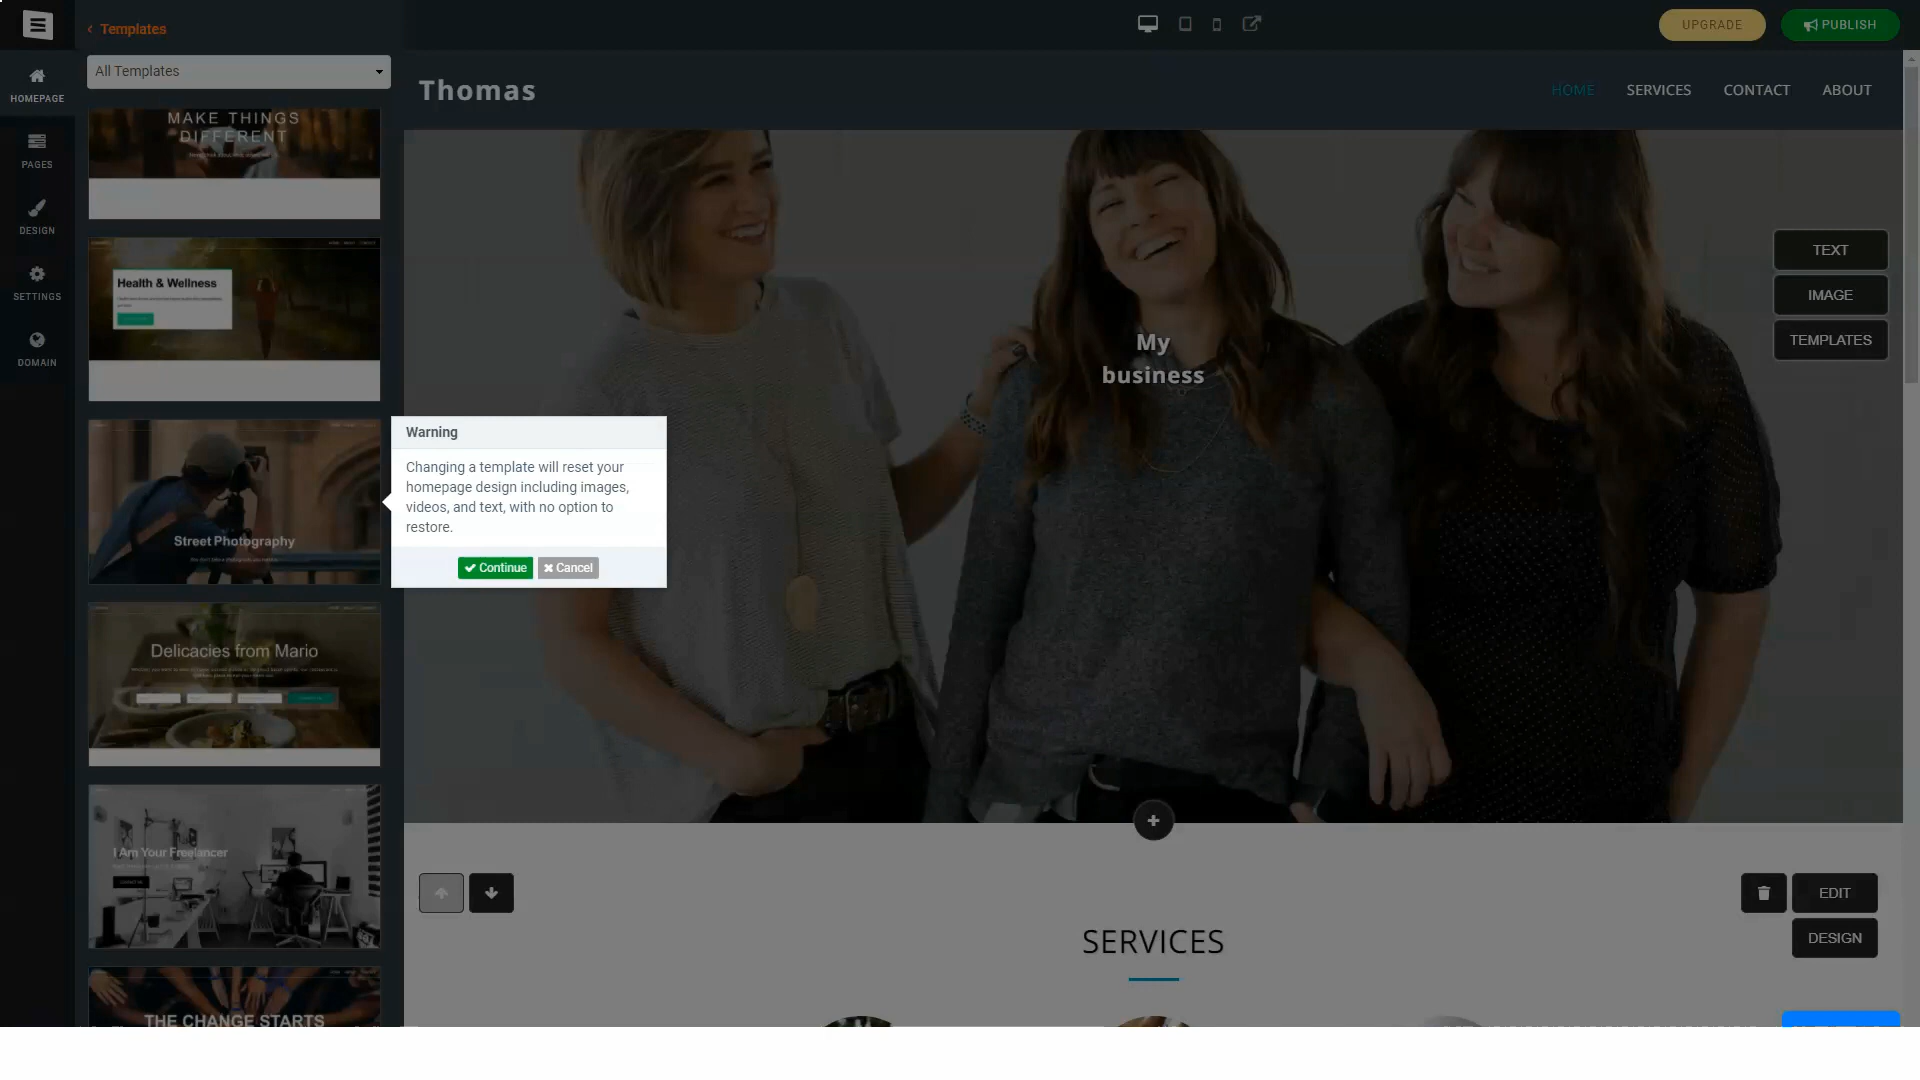 Templates
UPGRADE
PUBLISH
All Templates
HOMEPAGE
PAGES
DESIGN
SETTINGS
DOMAIN
MAKE THINGS
DIFFERENT
Health & Wellness
Street Photography
Delicacies from Mario
I Am Your Freelancer
THE CHANGE STARTS
Thomas
HOME
SERVICES
CONTACT
ABOUT
My
business
TEXT
IMAGE
TEMPLATES
Warning
Changing a template will reset your
homepage design including images,
videos, and text, with no option to
restore.
Continue
Cancel
EDIT
DESIGN
SERVICES